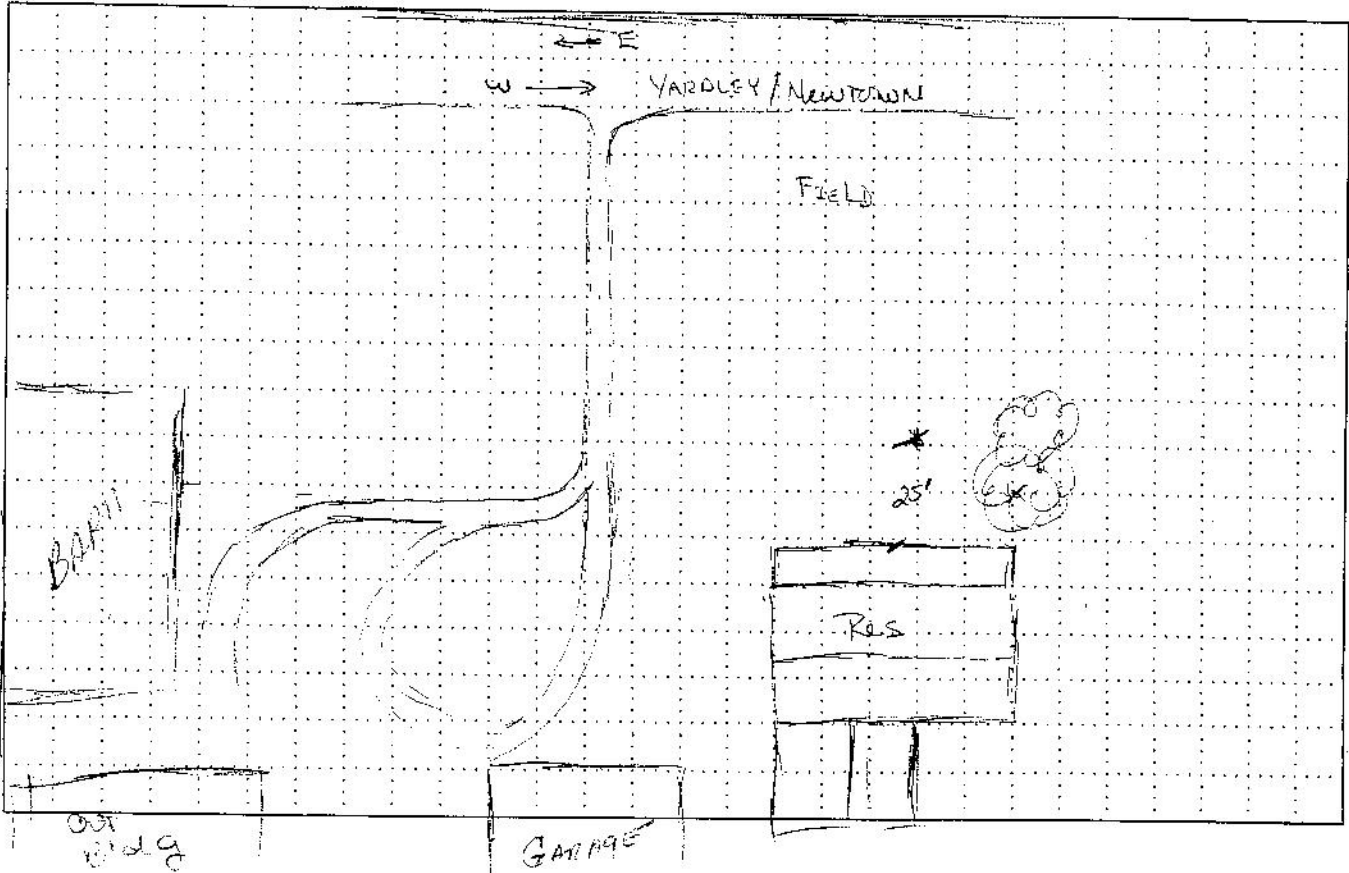 ← E
W → YARDLEY / NEWTOWN
FIELD
25'
BARN
Res
OUT
Bldg
GARAGE